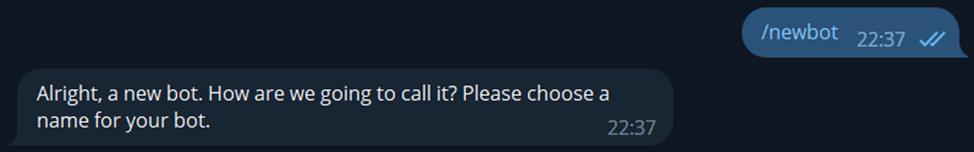 /newbot 22:37
Alright, a new bot. How are we going to call it? Please choose a
name for your bot.
22:37